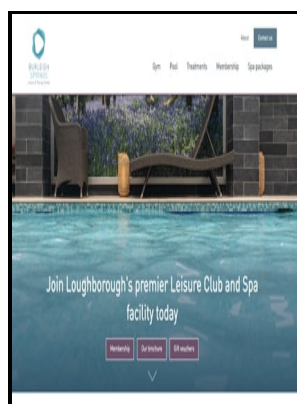 About Contact us
BURLEIGH
SPRINGS
Gym Pool Treatments Membership Spa packages
Join Loughborough's premier Leisure Club and Spa
facility today
Membership Our brochure Gift vouchers